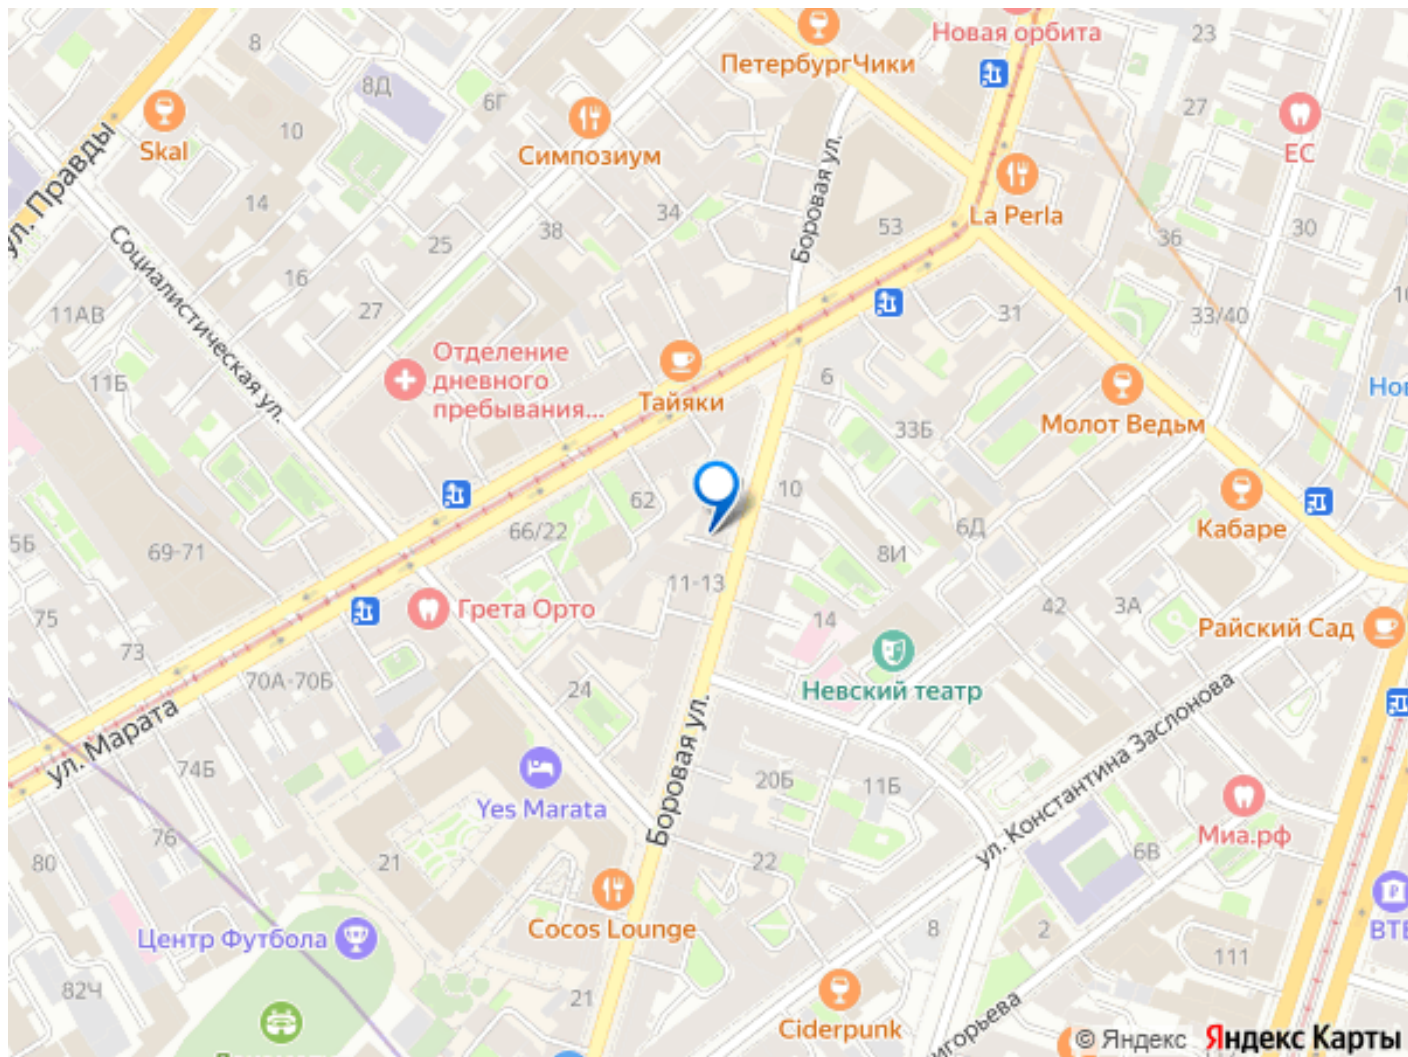 Новая орбита
23
8
ПетербургЧики
8Д
6Г
27
Skal
10
Симпозиум
Боровая ул.
ЕС
ул. Правды
14
34
La Perla
53
30
25
38
36
Социалистическая ул.
16
11АВ
27
31
33/40
Отделение
дневного
пребывания...
11Б
6
Тайяки
Нов
Молот Ведьм
33Б
10
62
Кабаре
66/22
6Д
5Б
69-71
8И
11-13
42
3А
Грета Орто
75
14
Райский Сад
73
Невский театр
70А-70Б
24
ул. Марата
Боровая ул.
ул. Константина Заслонова
74Б
20Б
11Б
Yes Marata
76
Миа.рф
80
21
22
6В
Cocos Lounge
8
2
ВТБ
Центр Футбола
111
82Ч
21
Ciderpunk
игорьева
© Яндекс Яндекс Карты